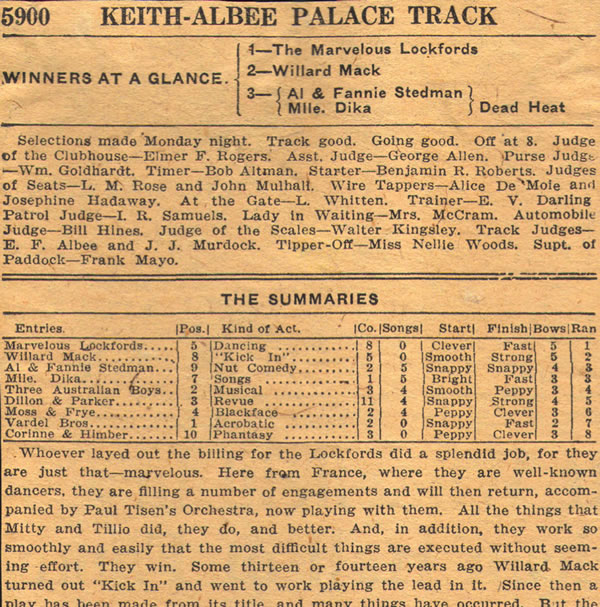 5900 KEITH-ALBEE PALACE TRACK
WINNERS AT A GLANCE.
1—The Marvelous Lockfords
2—Willard Mack
3— Al & Fannie Stedman
Mlle. Dika
Dead Heat
Selections made Monday night. Track good. Going good. Off at 8. Judge
of the Clubhouse—Elmer F. Rogers. Asst. Judge—George Allen. Purse Judge
—Wm. Goldhardt. Timer—Bob Altman. Starter—Benjamin R. Roberts. Judges
of Seats—L. M. Rose and John Mulhall. Wire Tappers—Alice De Mole and
Josephine Hadaway. At the Gate—L. Whitten. Trainer—E. V. Darling
Patrol Judge—I. R. Samuels. Lady in Waiting—Mrs. McCram. Automobile
Judge—Bill Hines. Judge of the Scales—Walter Kingsley. Track Judges—
E. F. Albee and J. J. Murdock. Tipper-Off—Miss Nellie Woods. Supt. of
Paddock—Frank Mayo.
THE SUMMARIES
Entries. |Pos.| Kind of Act. |Co.|Songs| Start| Finish|Bows|Ran
Marvelous Lockfords.....| 5 |Dancing..........| 8 | 0 |Clever | Fast| 5 | 1
Willard Mack............| 8 |"Kick In"........| 5 | 0 |Smooth |Strong| 5 | 2
Al & Fannie Stedman...| 9 |Nut Comedy.......| 2 | 5 |Snappy |Snappy| 4 | 3
Mlle. Dika..............| 7 |Songs............| 1 | 5 |Bright | Fast| 3 | 3
Three Australian Boys..| 2 |Musical..........| 3 | 4 |Smooth | Peppy| 3 | 4
Dillon & Parker.........| 3 |Revue............|11 | 4 |Snappy |Strong| 4 | 5
Moss & Frye.............| 4 |Blackface........| 2 | 4 |Peppy |Clever| 3 | 6
Vardel Bros.............| 1 |Acrobatic........| 2 | 0 |Snappy | Fast| 2 | 7
Corinne & Himber.......|10 |Phantasy.........| 3 | 0 |Peppy |Clever| 3 | 8
Whoever layed out the billing for the Lockfords did a splendid job, for they
are just that—marvelous. Here from France, where they are well-known
dancers, they are filling a number of engagements and will then return, accom-
panied by Paul Tisen's Orchestra, now playing with them. All the things that
Mitty and Tillio did, they do, and better. And, in addition, they work so
smoothly and easily that the most difficult things are executed without seem-
ing effort. They win. Some thirteen or fourteen years ago Willard Mack
turned out "Kick In" and went to work playing the lead in it. Since then a
play has been made from its title, and many things have occurred. But the